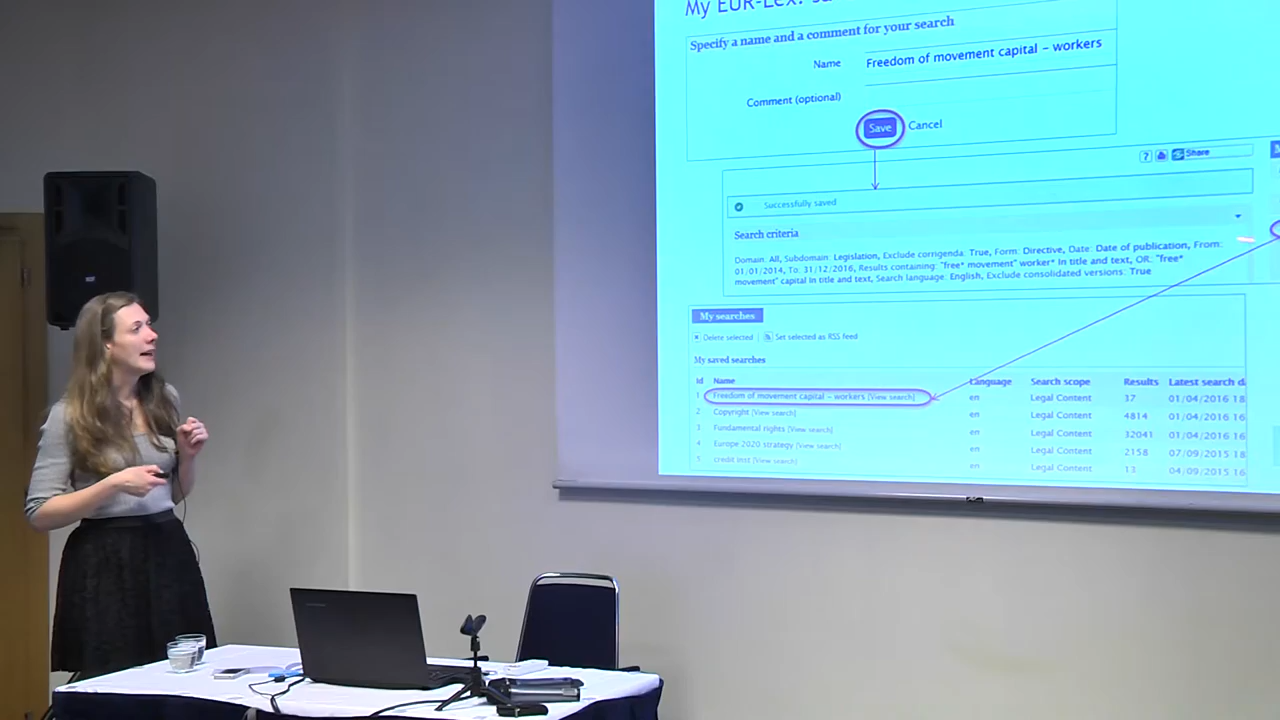 My EUR-Lex:
Specify a name and a comment for your search
Name Freedom of movement capital – workers
Comment (optional)
Save Cancel
? Share
Successfully saved
Search criteria
Domain: All, Subdomain: Legislation, Exclude corrigenda: True, Form: Directive, Date: Date of publication, From:
01/01/2014, To: 31/12/2016, Results containing: "free* movement" worker* In title and text, OR: "free*
movement" capital In title and text, Search language: English, Exclude consolidated versions: True
My searches
Delete selected | Set selected as RSS feed
My saved searches
Id Name Language Search scope Results Latest search d
1 Freedom of movement capital – workers [View search] en Legal Content 37 01/04/2016 18
2 Copyright [View search] en Legal Content 4814 01/04/2016 16
3 Fundamental rights [View search] en Legal Content 32041 01/04/2016 16
4 Europe 2020 strategy [View search] en Legal Content 2158 07/09/2015 18
5 credit inst [View search] en Legal Content 13 04/09/2015 16